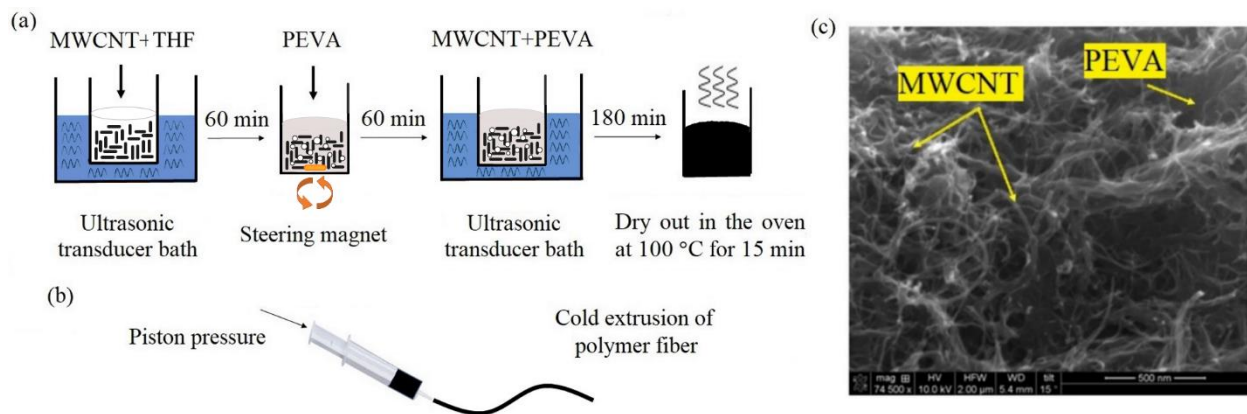 (a)
MWCNT+THF
PEVA
MWCNT+PEVA
60 min
60 min
180 min
Ultrasonic
transducer bath
Steering magnet
Ultrasonic
transducer bath
Dry out in the oven
at 100 °C for 15 min
(b)
Piston pressure
Cold extrusion of
polymer fiber
(c)
MWCNT
PEVA
mag HV HFW WD tilt
74 500 x 10.0 kV 2.00 µm 5.4 mm 15 °
500 nm